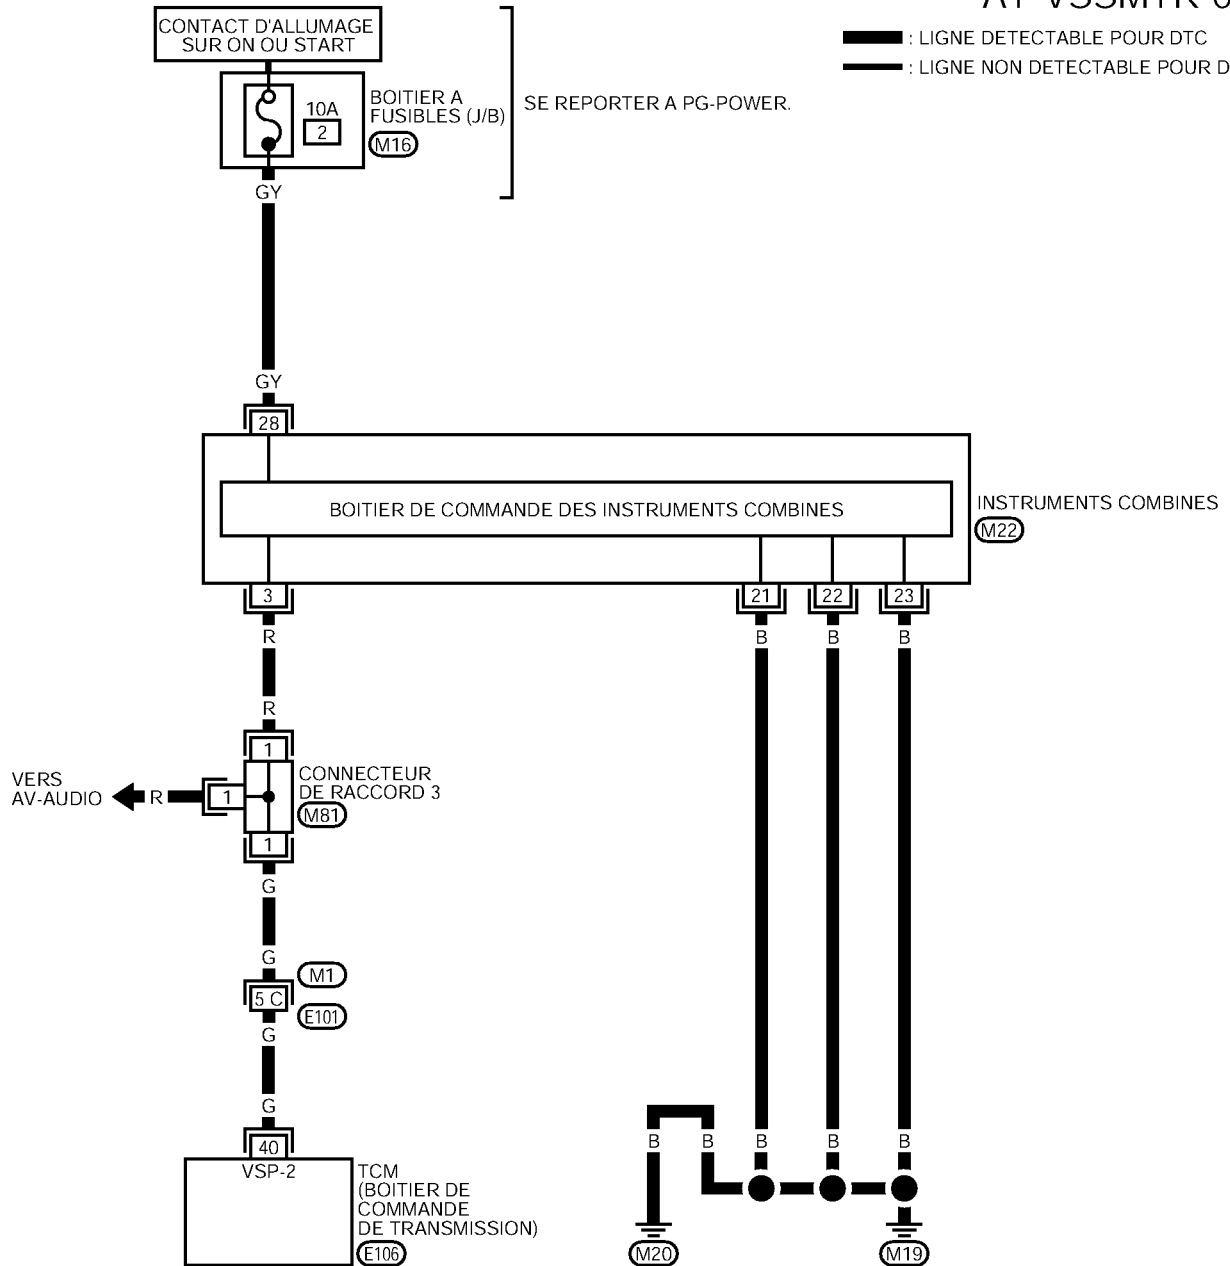 AT-VSSMTR-0
CONTACT D'ALLUMAGE
SUR ON OU START
: LIGNE DETECTABLE POUR DTC
: LIGNE NON DETECTABLE POUR D
10A
2
BOITIER A
FUSIBLES (J/B)
M16
SE REPORTER A PG-POWER.
GY
GY
28
BOITIER DE COMMANDE DES INSTRUMENTS COMBINES
INSTRUMENTS COMBINES
M22
3
21
22
23
R
B
B
B
R
1
VERS
AV-AUDIO
R
1
CONNECTEUR
DE RACCORD 3
M81
1
G
G
M1
5 C
E101
G
G
40
VSP-2
TCM
(BOITIER DE
COMMANDE
DE TRANSMISSION)
E106
B
B
B
B
B
M20
M19